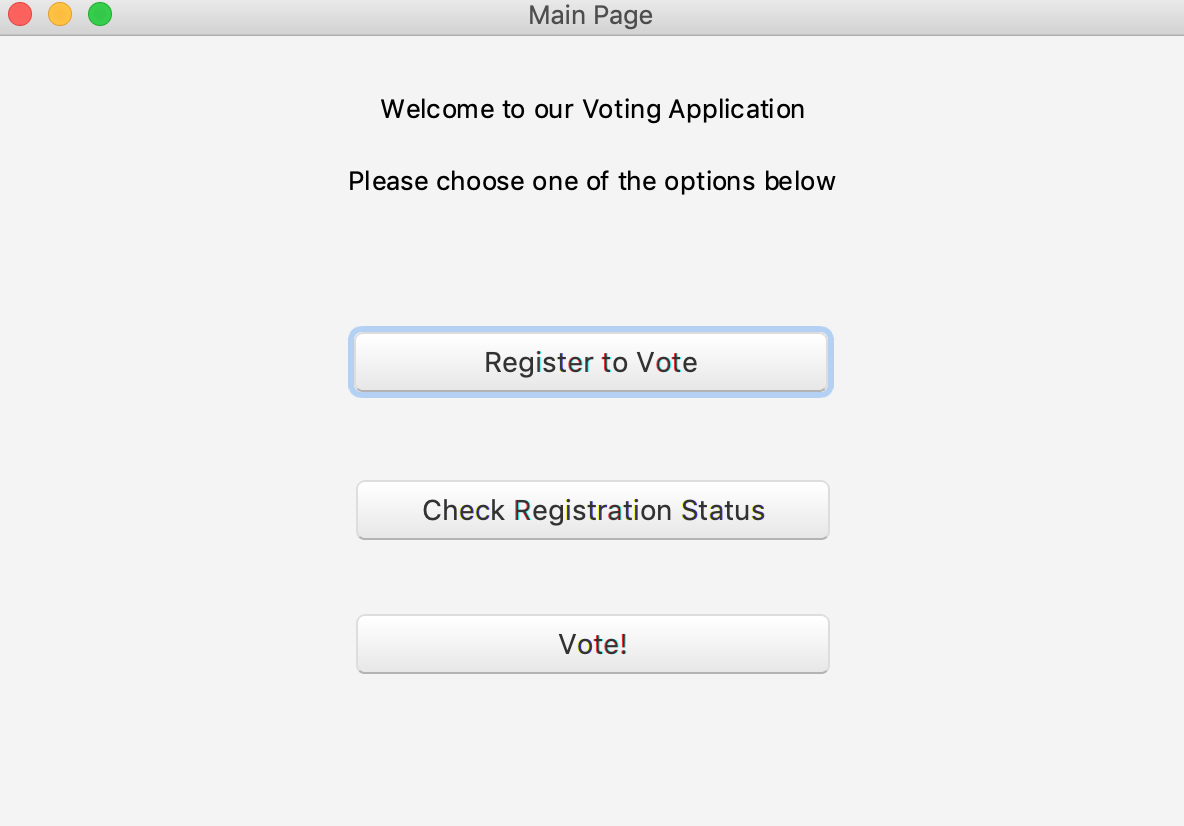 Main Page
Welcome to our Voting Application
Please choose one of the options below
Register to Vote
Check Registration Status
Vote!